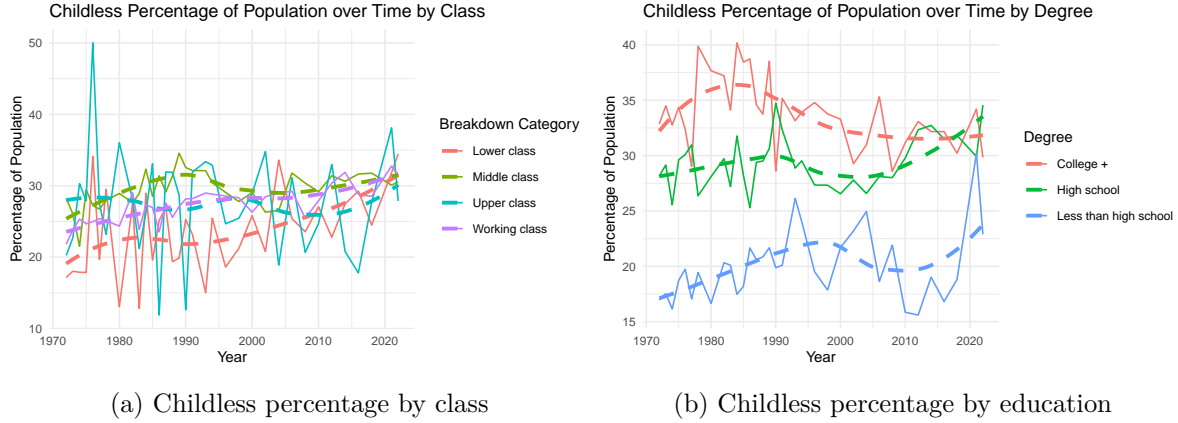 Childless Percentage of Population over Time by Class
50
40
30
20
10
Percentage of Population
1970 1980 1990 2000 2010 2020
Year
Breakdown Category
Lower class
Middle class
Upper class
Working class
(a) Childless percentage by class
Childless Percentage of Population over Time by Degree
40
35
30
25
20
15
Percentage of Population
1970 1980 1990 2000 2010 2020
Year
Degree
College +
High school
Less than high school
(b) Childless percentage by education